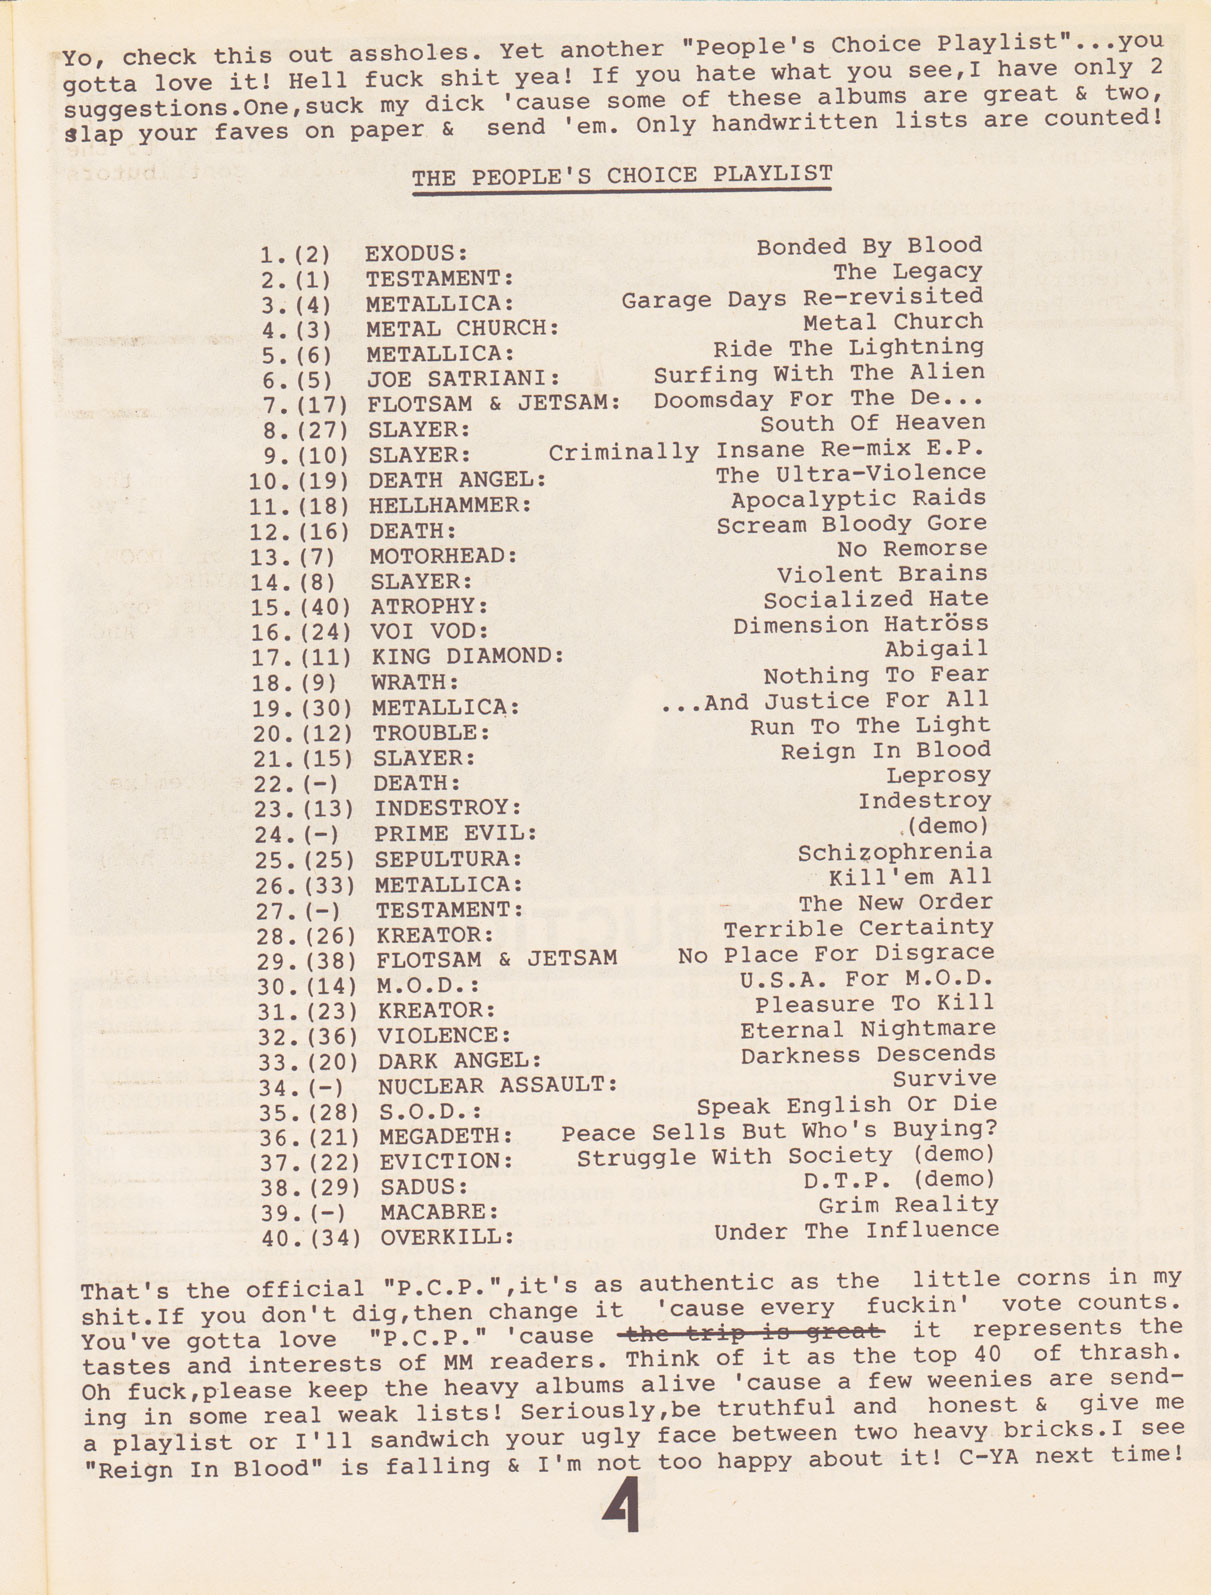 Yo, check this out assholes. Yet another "People's Choice Playlist"...you
gotta love it! Hell fuck shit yea! If you hate what you see,I have only 2
suggestions.One,suck my dick 'cause some of these albums are great & two,
slap your faves on paper & send 'em. Only handwritten lists are counted!
THE PEOPLE'S CHOICE PLAYLIST
1.(2) EXODUS: Bonded By Blood
2.(1) TESTAMENT: The Legacy
3.(4) METALLICA: Garage Days Re-revisited
4.(3) METAL CHURCH: Metal Church
5.(6) METALLICA: Ride The Lightning
6.(5) JOE SATRIANI: Surfing With The Alien
7.(17) FLOTSAM & JETSAM: Doomsday For The De...
8.(27) SLAYER: South Of Heaven
9.(10) SLAYER: Criminally Insane Re-mix E.P.
10.(19) DEATH ANGEL: The Ultra-Violence
11.(18) HELLHAMMER: Apocalyptic Raids
12.(16) DEATH: Scream Bloody Gore
13.(7) MOTORHEAD: No Remorse
14.(8) SLAYER: Violent Brains
15.(40) ATROPHY: Socialized Hate
16.(24) VOI VOD: Dimension Hatröss
17.(11) KING DIAMOND: Abigail
18.(9) WRATH: Nothing To Fear
19.(30) METALLICA: ...And Justice For All
20.(12) TROUBLE: Run To The Light
21.(15) SLAYER: Reign In Blood
22.(-) DEATH: Leprosy
23.(13) INDESTROY: Indestroy
24.(-) PRIME EVIL: (demo)
25.(25) SEPULTURA: Schizophrenia
26.(33) METALLICA: Kill'em All
27.(-) TESTAMENT: The New Order
28.(26) KREATOR: Terrible Certainty
29.(38) FLOTSAM & JETSAM No Place For Disgrace
30.(14) M.O.D.: U.S.A. For M.O.D.
31.(23) KREATOR: Pleasure To Kill
32.(36) VIOLENCE: Eternal Nightmare
33.(20) DARK ANGEL: Darkness Descends
34.(-) NUCLEAR ASSAULT: Survive
35.(28) S.O.D.: Speak English Or Die
36.(21) MEGADETH: Peace Sells But Who's Buying?
37.(22) EVICTION: Struggle With Society (demo)
38.(29) SADUS: D.T.P. (demo)
39.(-) MACABRE: Grim Reality
40.(34) OVERKILL: Under The Influence
That's the official "P.C.P.",it's as authentic as the little corns in my
shit.If you don't dig,then change it 'cause every fuckin' vote counts.
You've gotta love "P.C.P." 'cause the trip is great it represents the
tastes and interests of MM readers. Think of it as the top 40 of thrash.
Oh fuck,please keep the heavy albums alive 'cause a few weenies are send-
ing in some real weak lists! Seriously,be truthful and honest & give me
a playlist or I'll sandwich your ugly face between two heavy bricks.I see
"Reign In Blood" is falling & I'm not too happy about it! C-YA next time!
4